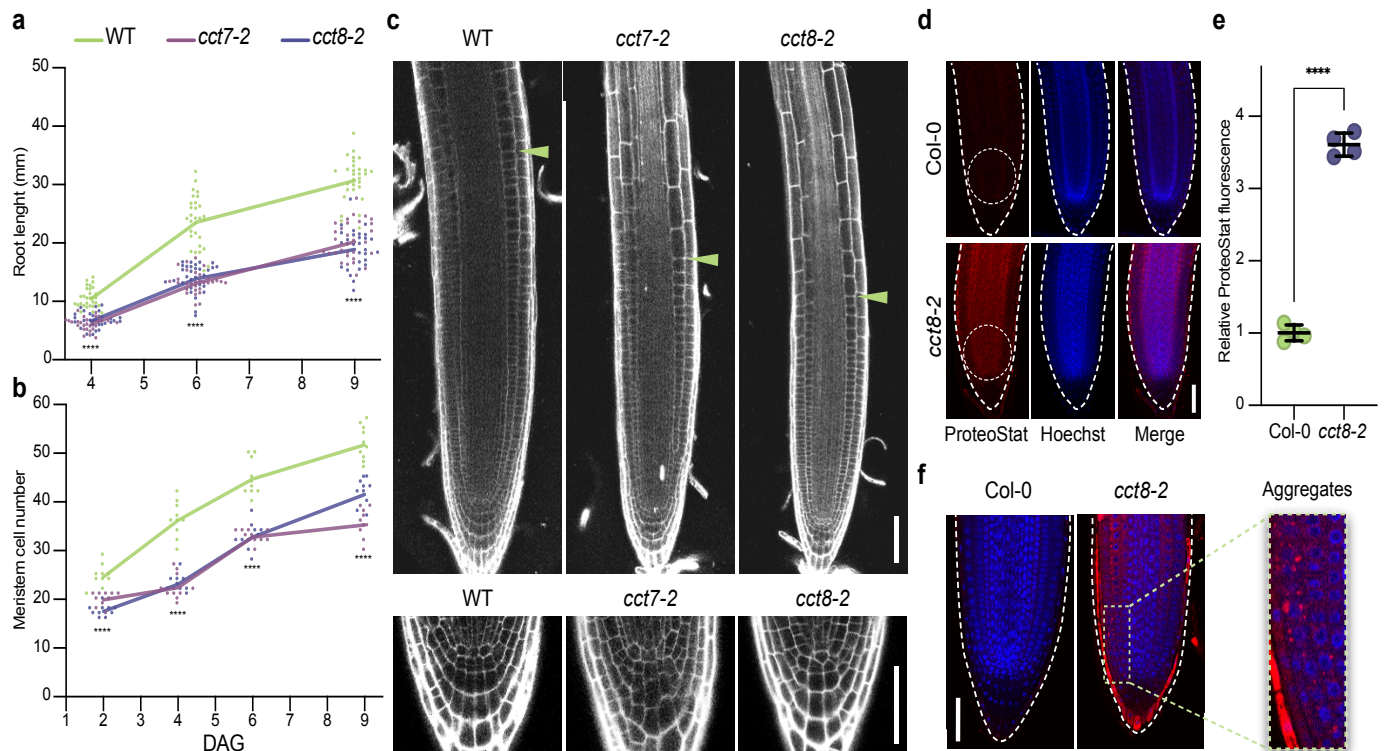 a
WT
cct7-2
cct8-2
50
40
30
20
10
0
Root lenght (mm)
4
5
6
7
8
9
****
****
****
b
60
50
40
30
20
10
0
Meristem cell number
1
2
3
4
5
6
7
8
9
****
****
****
****
DAG
c
WT
cct7-2
cct8-2
WT
cct7-2
cct8-2
d
Col-0
cct8-2
ProteoStat
Hoechst
Merge
e
****
4
3
2
1
0
Relative ProteoStat fluorescence
Col-0 cct8-2
f
Col-0
cct8-2
Aggregates